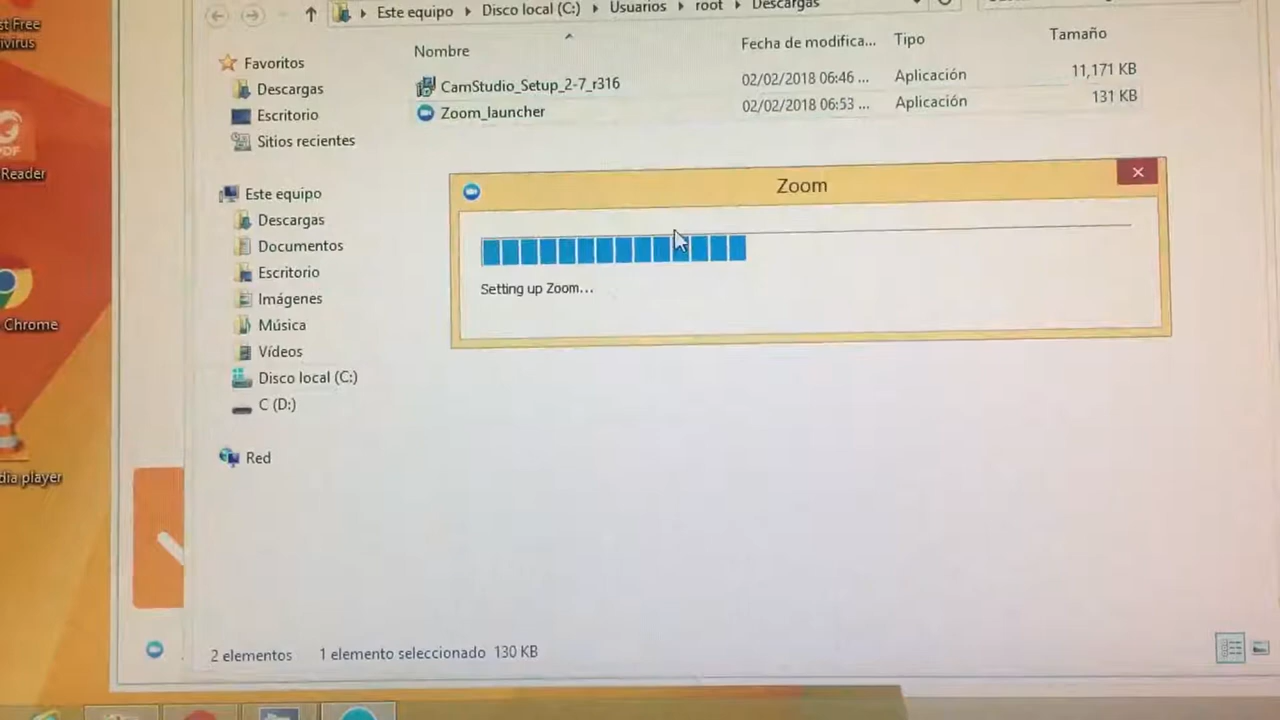 st Free
ivirus
Reader
Chrome
dia player
Este equipo
Disco local (C:)
Usuarios
root
Descargas
Nombre
Fecha de modifica...
Tipo
Tamaño
CamStudio_Setup_2-7_r316
02/02/2018 06:46 ...
Aplicación
11,171 KB
Zoom_launcher
02/02/2018 06:53 ...
Aplicación
131 KB
Favoritos
Descargas
Escritorio
Sitios recientes
Este equipo
Descargas
Documentos
Escritorio
Imágenes
Música
Vídeos
Disco local (C:)
C (D:)
Red
Zoom
Setting up Zoom...
2 elementos
1 elemento seleccionado 130 KB